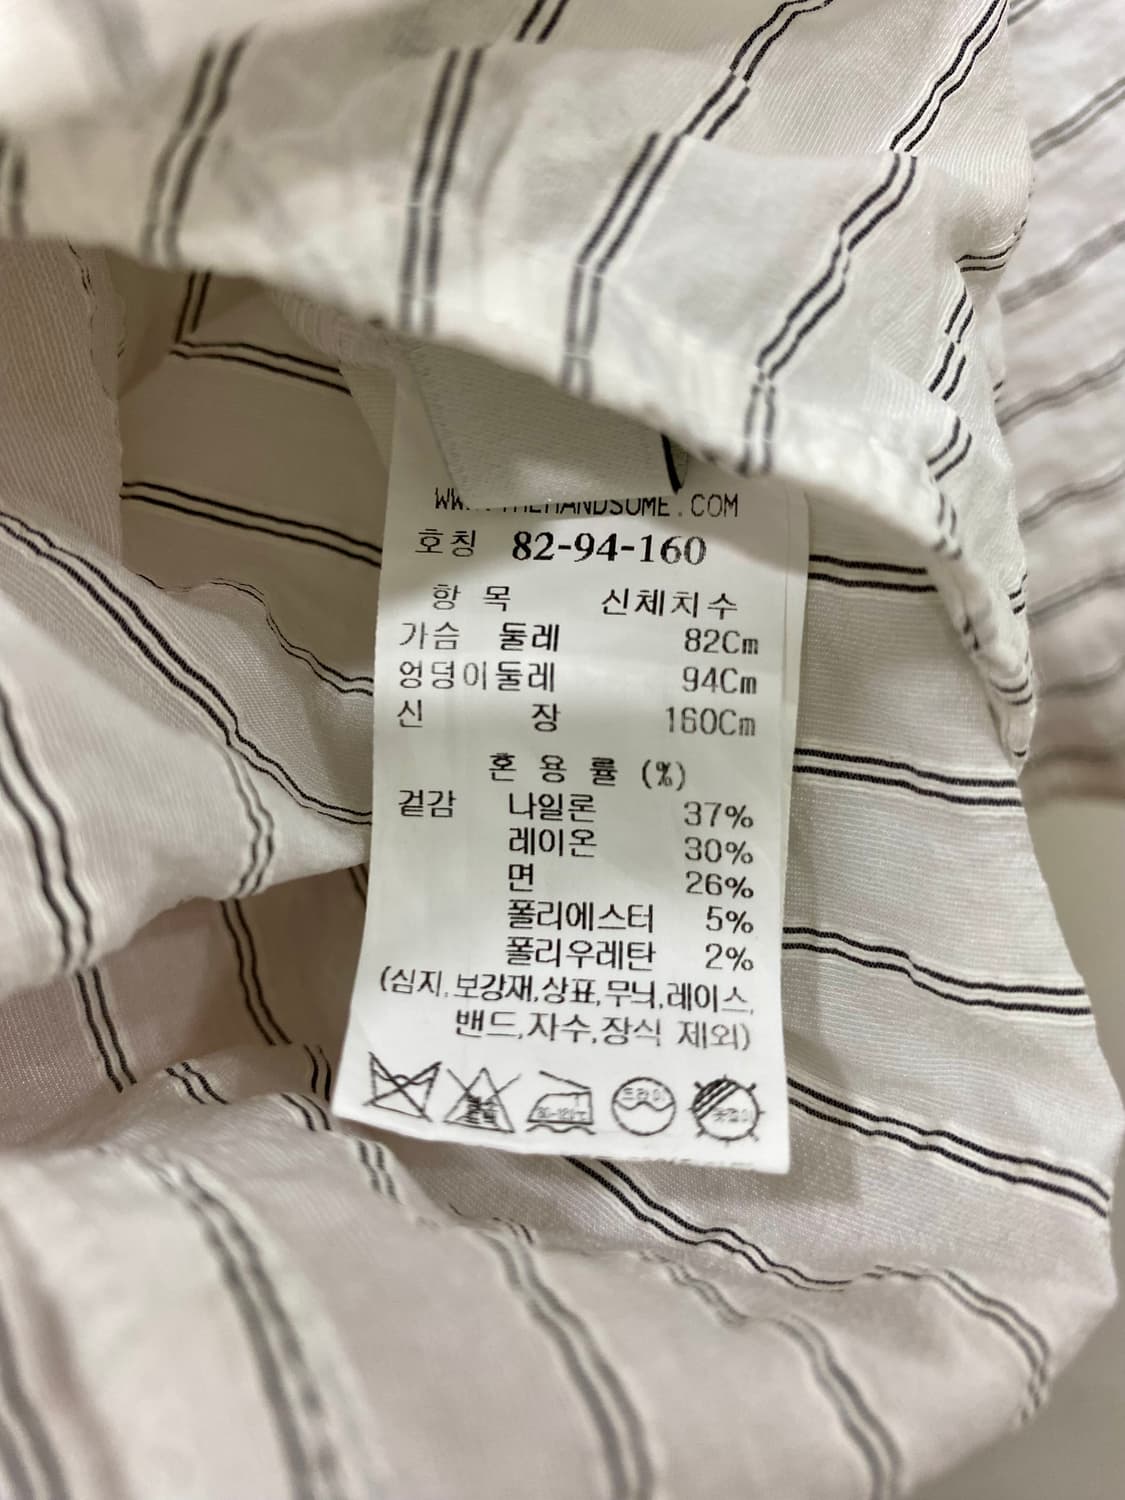 .COM
호칭 82-94-160
항 목 신체치수
가슴 둘레 82Cm
엉덩이둘레 94Cm
신 장 160Cm
혼 용 률 (%)
겉감 나일론 37%
레이온 30%
면 26%
폴리에스터 5%
폴리우레탄 2%
(심지,보강재,상표,무늬,레이스,
밴드,자수,장식 제외)
드라이